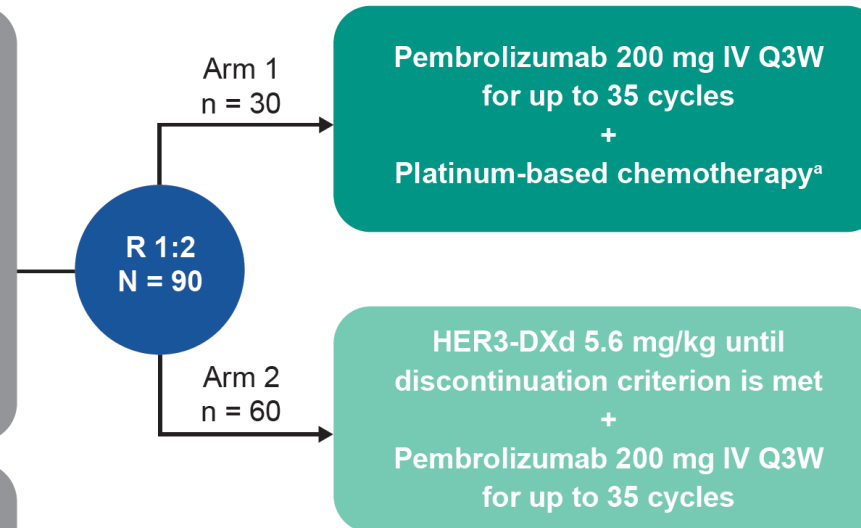 Arm 1
n = 30
Pembrolizumab 200 mg IV Q3W
for up to 35 cycles
+
Platinum-based chemotherapyᵃ
R 1:2
N = 90
Arm 2
n = 60
HER3-DXd 5.6 mg/kg until
discontinuation criterion is met
+
Pembrolizumab 200 mg IV Q3W
for up to 35 cycles